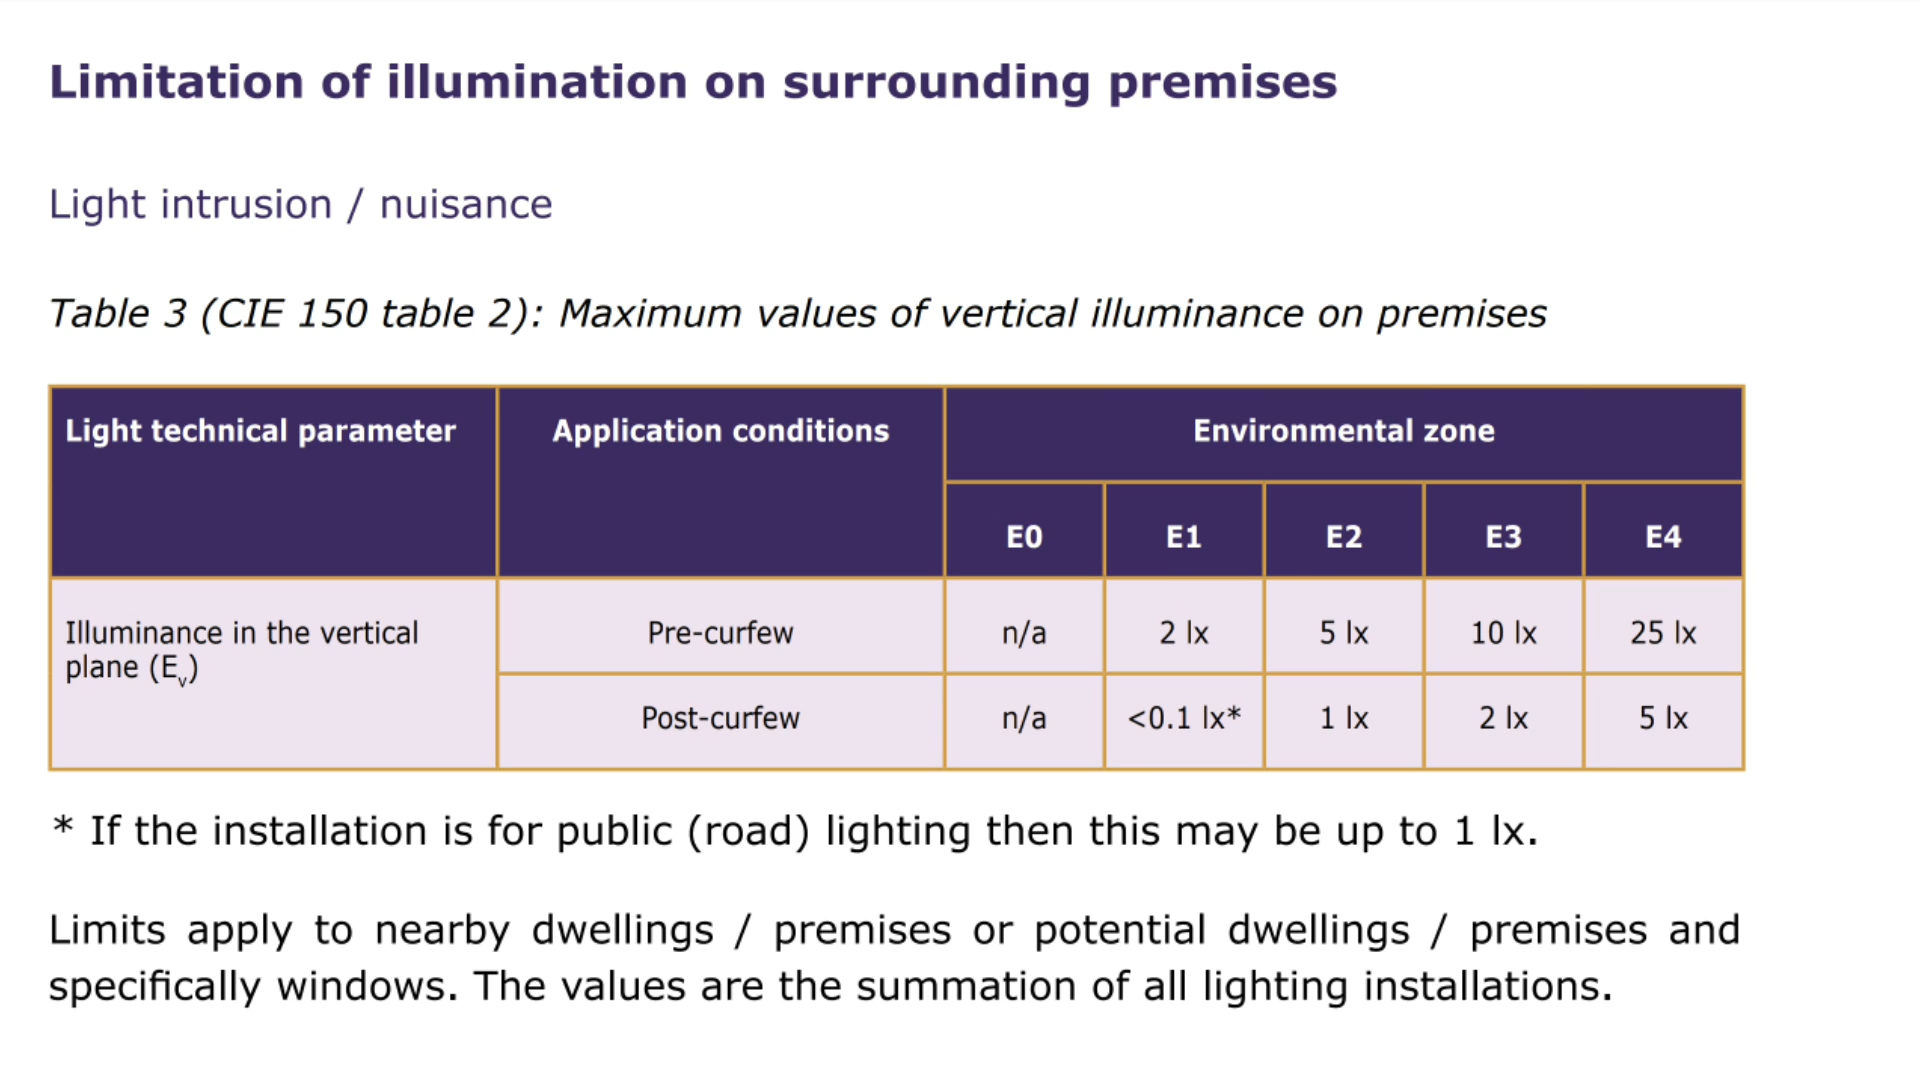 Limitation of illumination on surrounding premises
Light intrusion / nuisance
Table 3 (CIE 150 table 2): Maximum values of vertical illuminance on premises
Light technical parameter
Application conditions
Environmental zone
E0 E1 E2 E3 E4
Illuminance in the vertical
plane (Ev)
Pre-curfew n/a 2 lx 5 lx 10 lx 25 lx
Post-curfew n/a <0.1 lx* 1 lx 2 lx 5 lx
* If the installation is for public (road) lighting then this may be up to 1 lx.
Limits apply to nearby dwellings / premises or potential dwellings / premises and
specifically windows. The values are the summation of all lighting installations.